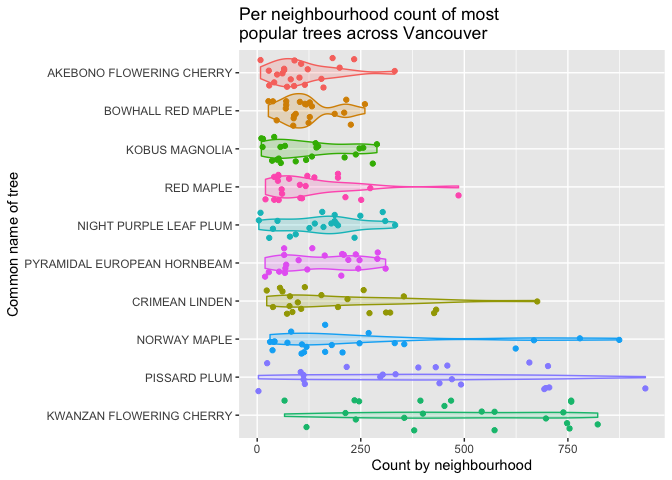 Per neighbourhood count of most
popular trees across Vancouver
Common name of tree
AKEBONO FLOWERING CHERRY
BOWHALL RED MAPLE
KOBUS MAGNOLIA
RED MAPLE
NIGHT PURPLE LEAF PLUM
PYRAMIDAL EUROPEAN HORNBEAM
CRIMEAN LINDEN
NORWAY MAPLE
PISSARD PLUM
KWANZAN FLOWERING CHERRY
0 250 500 750
Count by neighbourhood